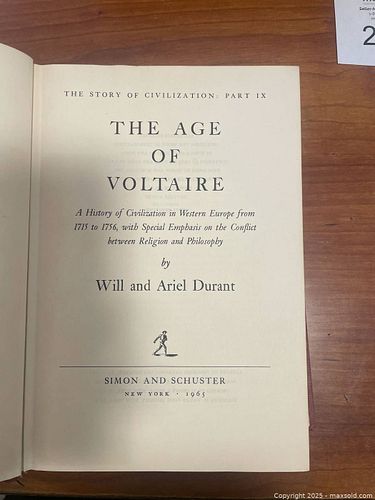 THE STORY OF CIVILIZATION: PART IX
THE AGE
OF
VOLTAIRE
A History of Civilization in Western Europe from
1715 to 1756, with Special Emphasis on the Conflict
between Religion and Philosophy
by
Will and Ariel Durant
SIMON AND SCHUSTER
NEW YORK · 1965
2
Copyright 2025 - maxsold.com